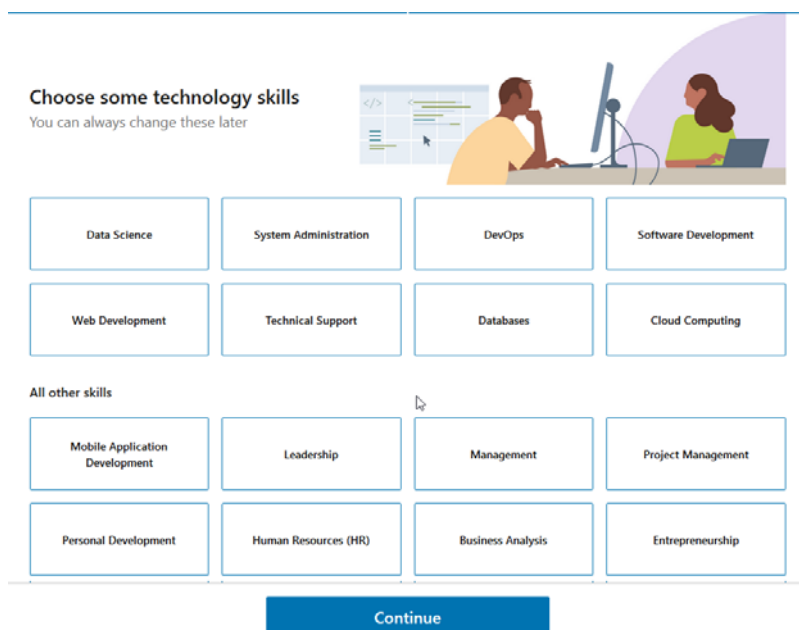 Choose some technology skills
You can always change these later
</>
Data Science
System Administration
DevOps
Software Development
Web Development
Technical Support
Databases
Cloud Computing
All other skills
Mobile Application
Development
Leadership
Management
Project Management
Personal Development
Human Resources (HR)
Business Analysis
Entrepreneurship
Continue